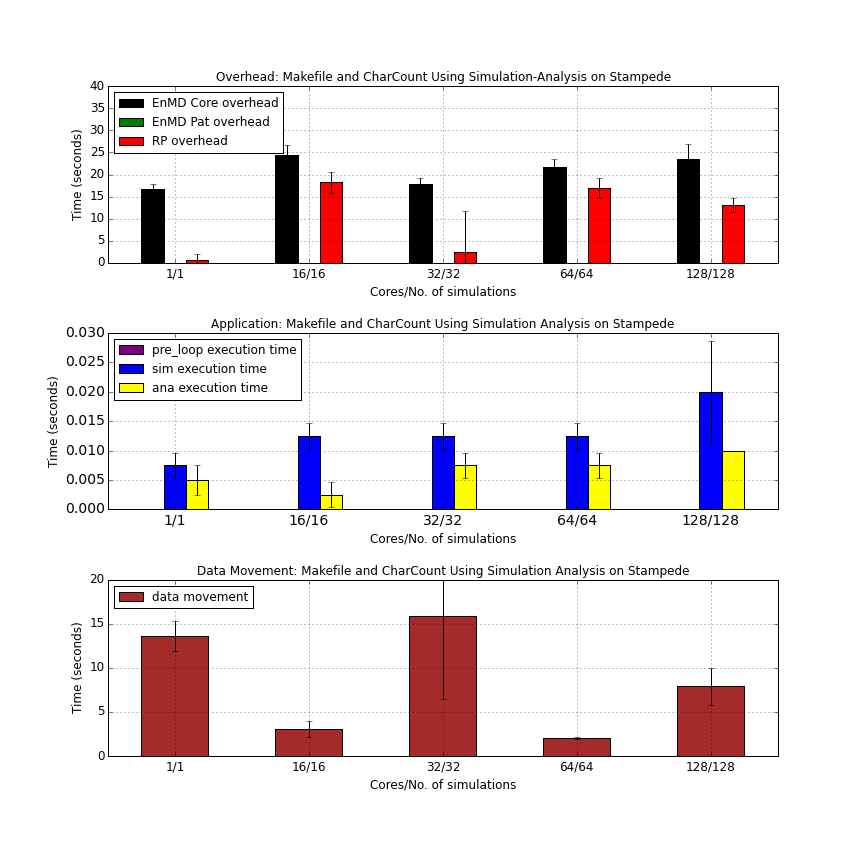 Overhead: Makefile and CharCount Using Simulation-Analysis on Stampede
40
35
30
25
20
15
10
5
0
Time (seconds)
EnMD Core overhead
EnMD Pat overhead
RP overhead
1/1 16/16 32/32 64/64 128/128
Cores/No. of simulations
Application: Makefile and CharCount Using Simulation Analysis on Stampede
0.030
0.025
0.020
0.015
0.010
0.005
0.000
Time (seconds)
pre_loop execution time
sim execution time
ana execution time
1/1 16/16 32/32 64/64 128/128
Cores/No. of simulations
Data Movement: Makefile and CharCount Using Simulation Analysis on Stampede
20
15
10
5
0
Time (seconds)
data movement
1/1 16/16 32/32 64/64 128/128
Cores/No. of simulations